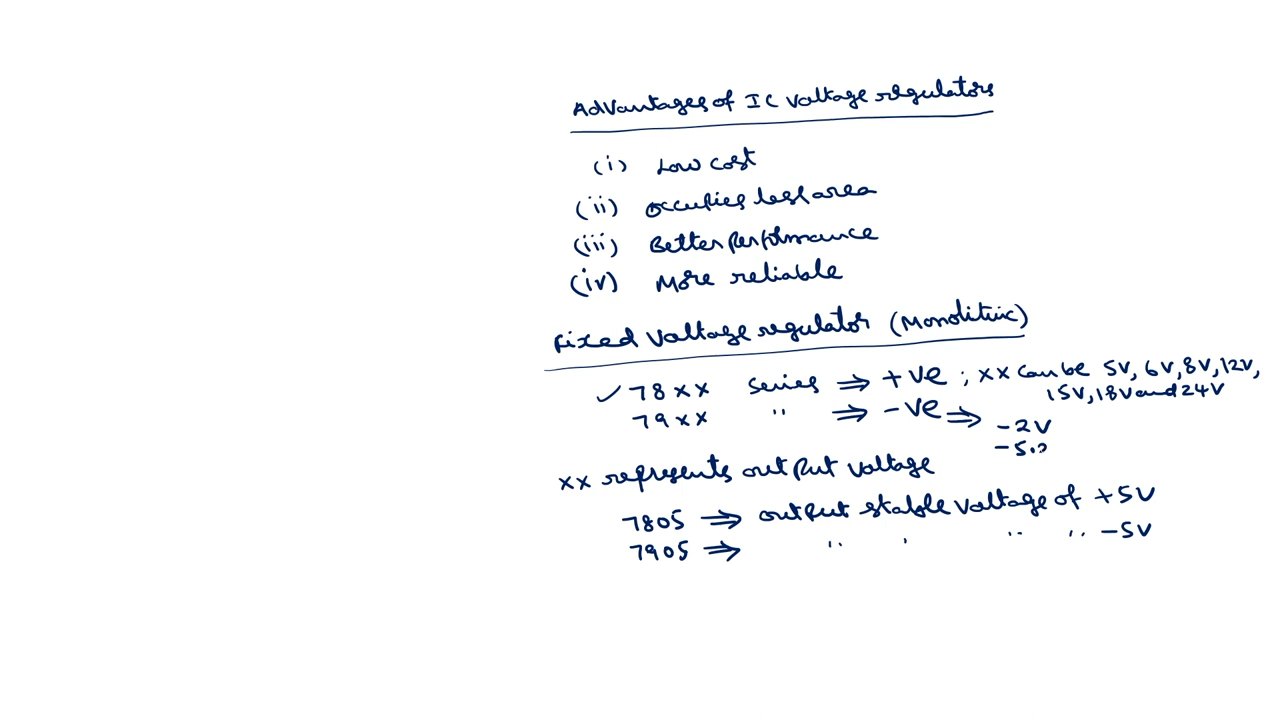 Advantages of IC voltage regulators
(i) Low cost
(ii) Occupies less area
(iii) Better performance
(iv) More reliable
Fixed Voltage regulator (Monolithic)
✓ 78XX series ⇒ +ve ; XX can be 5V, 6V, 8V, 12V,
15V, 18V and 24V
79XX " ⇒ -ve ⇒ -2V
-5.2
XX represents output voltage
7805 ⇒ output stable voltage of +5V
7905 ⇒ " ' " " -5V